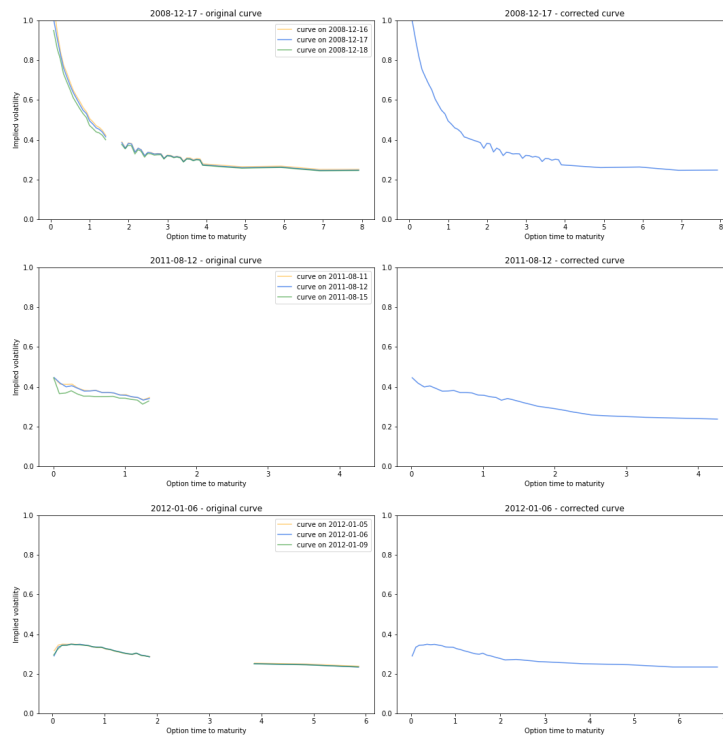 2008-12-17 - original curve
1.0
0.8
0.6
0.4
0.2
0.0
Implied volatility
curve on 2008-12-16
curve on 2008-12-17
curve on 2008-12-18
0 1 2 3 4 5 6 7 8
Option time to maturity
2008-12-17 - corrected curve
1.0
0.8
0.6
0.4
0.2
0.0
0 1 2 3 4 5 6 7 8
Option time to maturity
2011-08-12 - original curve
1.0
0.8
0.6
0.4
0.2
0.0
Implied volatility
curve on 2011-08-11
curve on 2011-08-12
curve on 2011-08-15
0 1 2 3 4
Option time to maturity
2011-08-12 - corrected curve
1.0
0.8
0.6
0.4
0.2
0.0
0 1 2 3 4
Option time to maturity
2012-01-06 - original curve
1.0
0.8
0.6
0.4
0.2
0.0
Implied volatility
curve on 2012-01-05
curve on 2012-01-06
curve on 2012-01-09
0 1 2 3 4 5 6
Option time to maturity
2012-01-06 - corrected curve
1.0
0.8
0.6
0.4
0.2
0.0
0 1 2 3 4 5 6 7
Option time to maturity